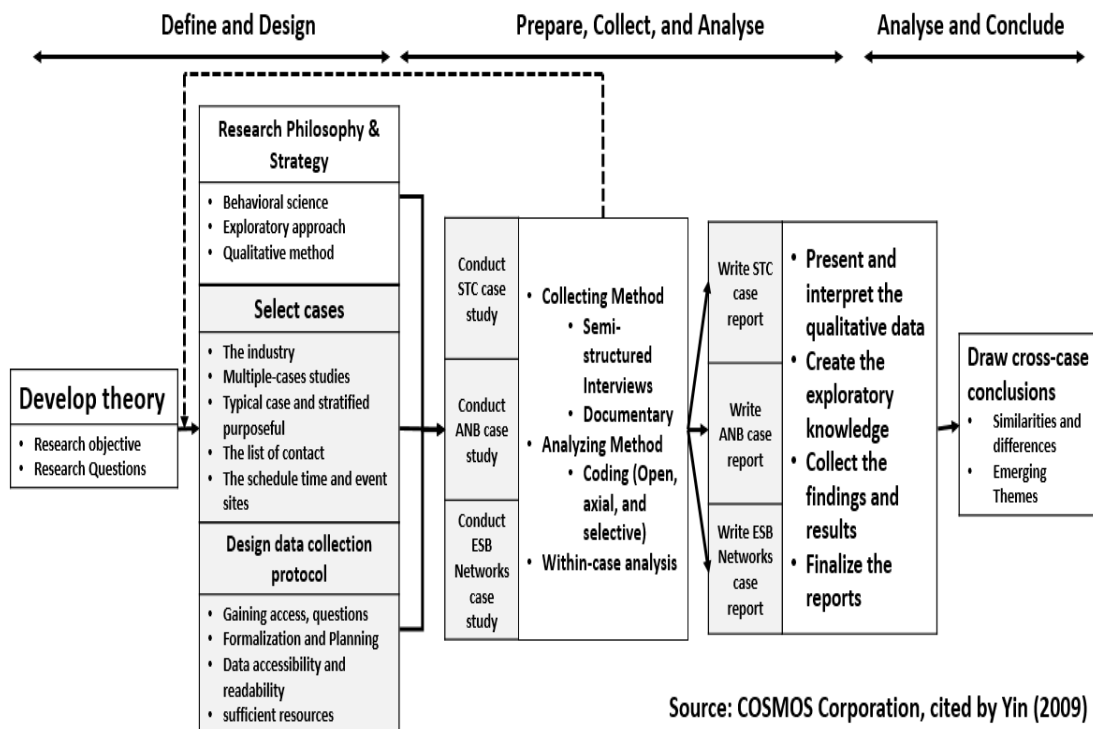 Define and Design
Prepare, Collect, and Analyse
Analyse and Conclude
Develop theory
• Research objective
• Research Questions
Research Philosophy &
Strategy
• Behavioral science
• Exploratory approach
• Qualitative method
Select cases
• The industry
• Multiple-cases studies
• Typical case and stratified
purposeful
• The list of contact
• The schedule time and event
sites
Design data collection
protocol
• Gaining access, questions
• Formalization and Planning
• Data accessibility and
readability
• sufficient resources
Conduct
STC case
study
Conduct
ANB case
study
Conduct
ESB
Networks
case
study
• Collecting Method
• Semi-
structured
Interviews
• Documentary
• Analyzing Method
• Coding (Open,
axial, and
selective)
• Within-case analysis
Write STC
case
report
Write
ANB case
report
Write ESB
Networks
case
report
• Present and
interpret the
qualitative data
• Create the
exploratory
knowledge
• Collect the
findings and
results
• Finalize the
reports
Draw cross-case
conclusions
• Similarities and
differences
• Emerging
Themes
Source: COSMOS Corporation, cited by Yin (2009)